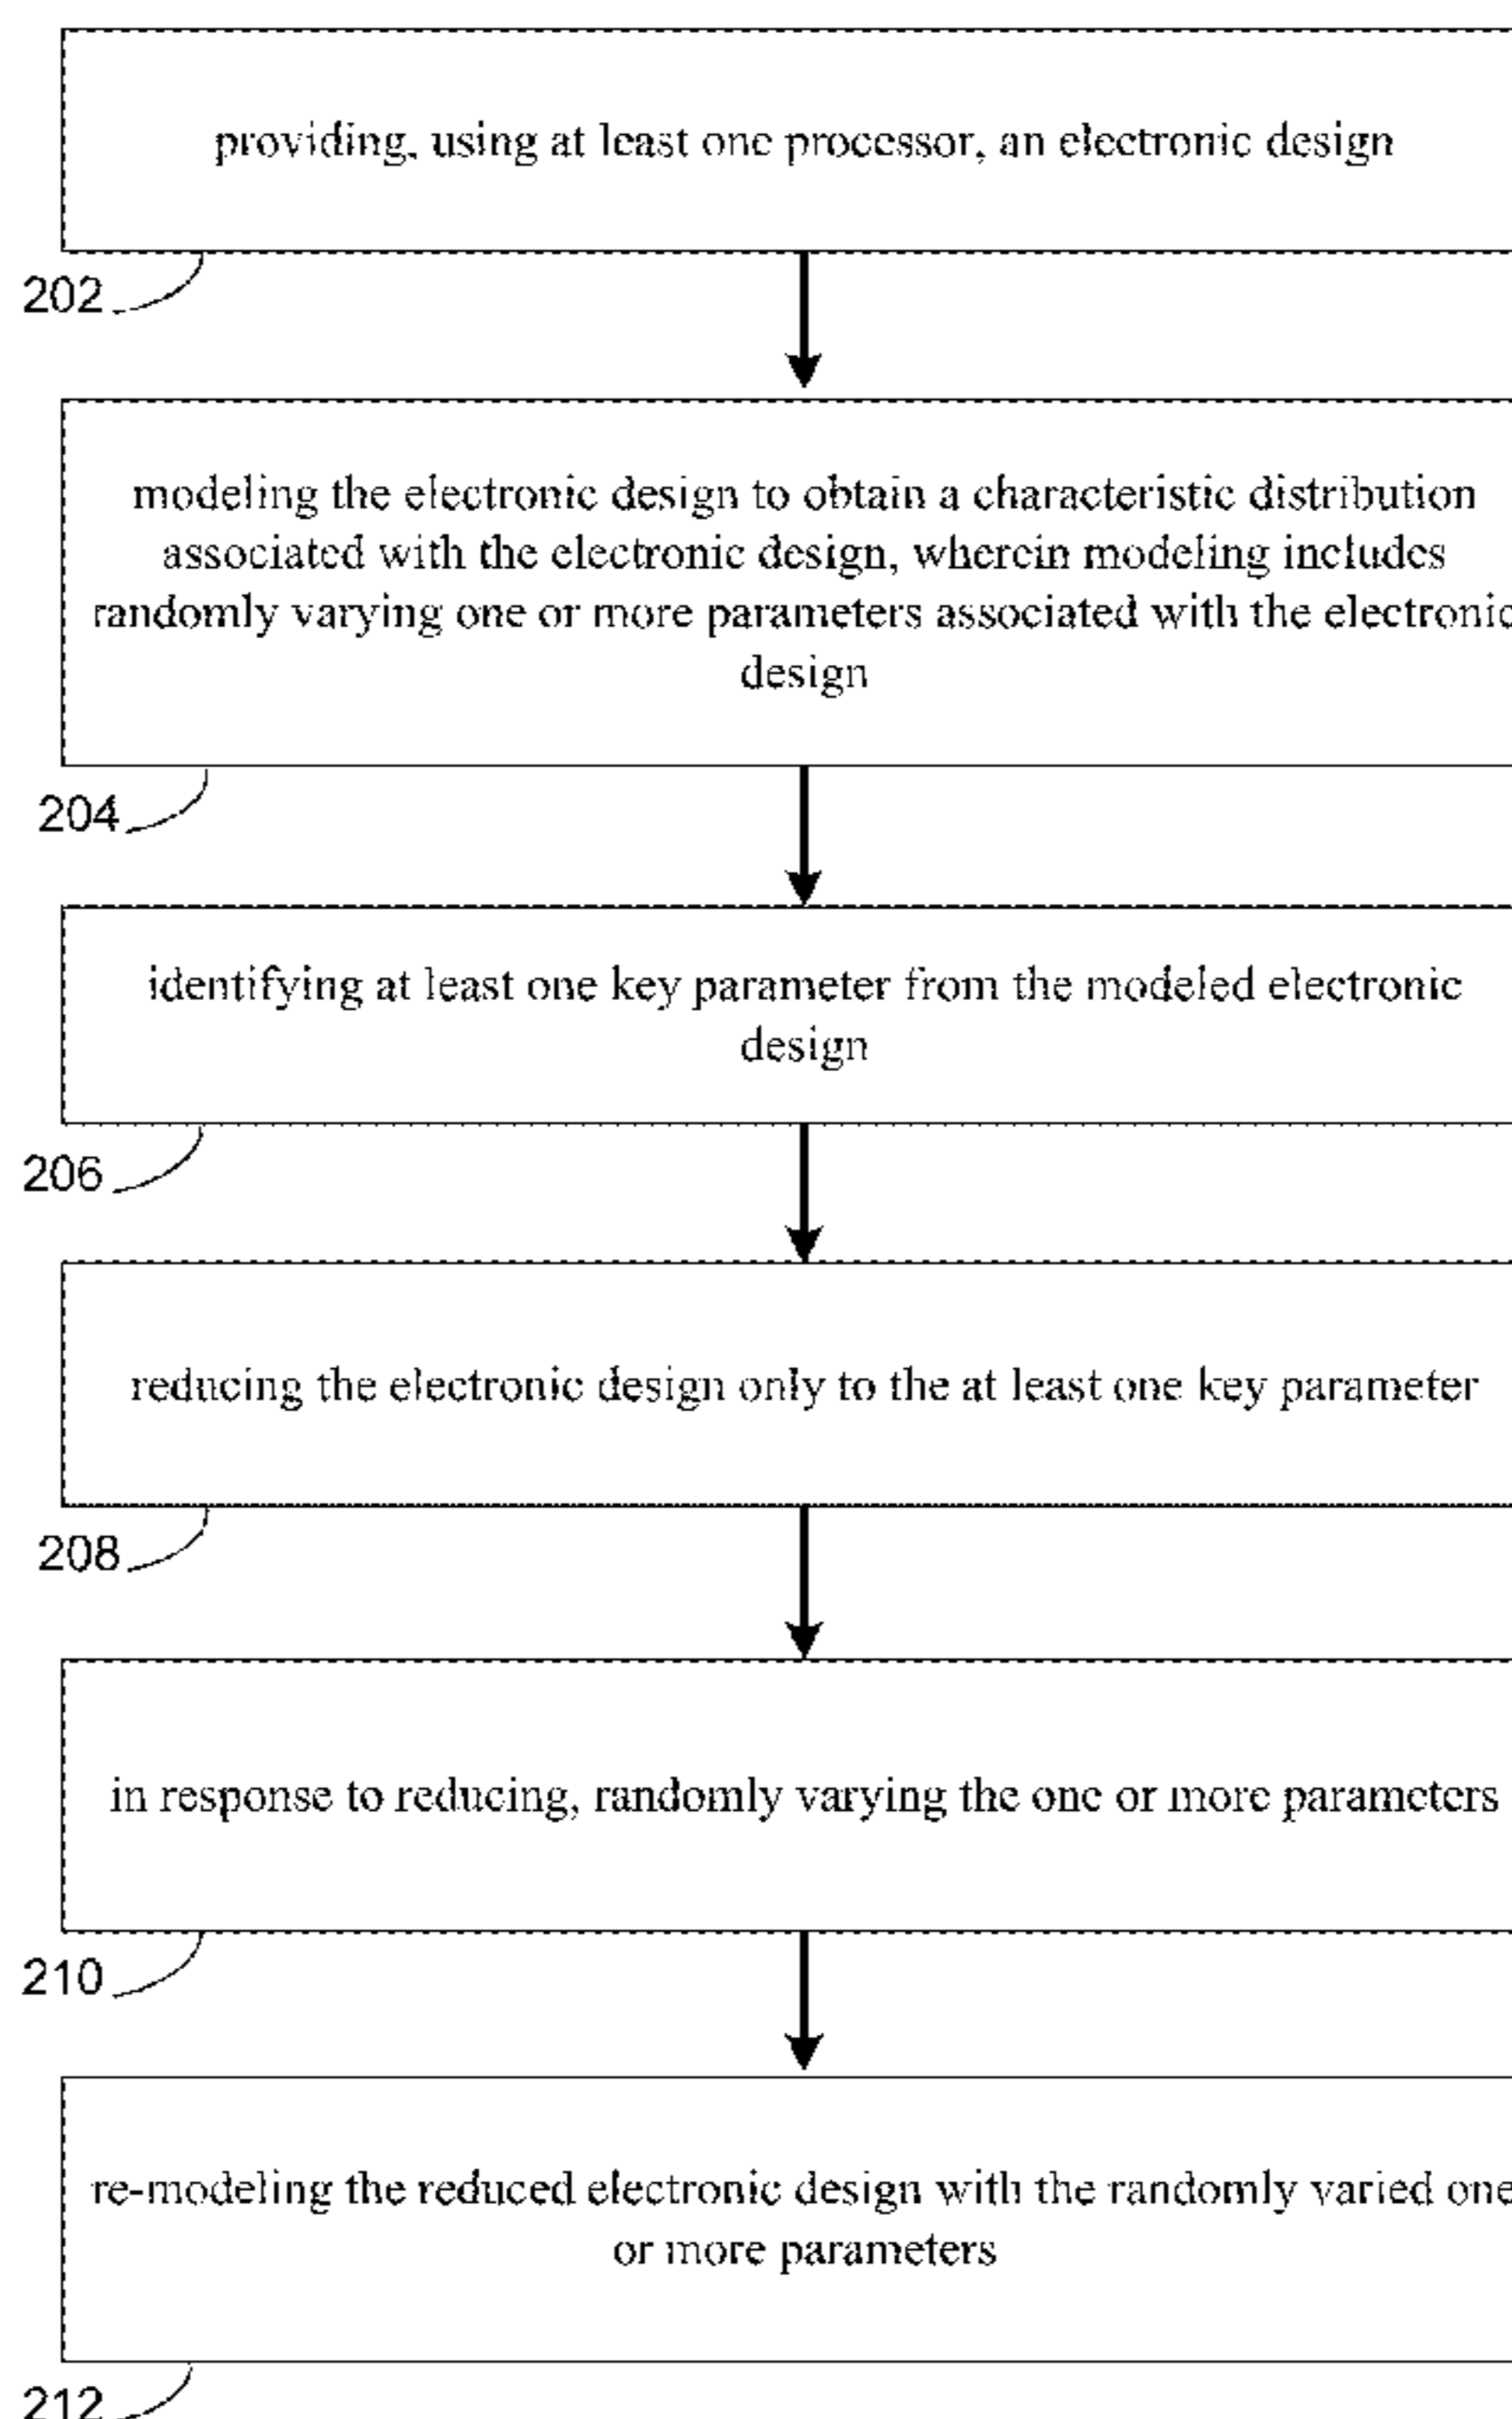 providing, using at least one processor, an electronic design
202
modeling the electronic design to obtain a characteristic distribution
associated with the electronic design, wherein modeling includes
randomly varying one or more parameters associated with the electronic
design
204
identifying at least one key parameter from the modeled electronic
design
206
reducing the electronic design only to the at least one key parameter
208
in response to reducing, randomly varying the one or more parameters
210
re-modeling the reduced electronic design with the randomly varied one
or more parameters
212